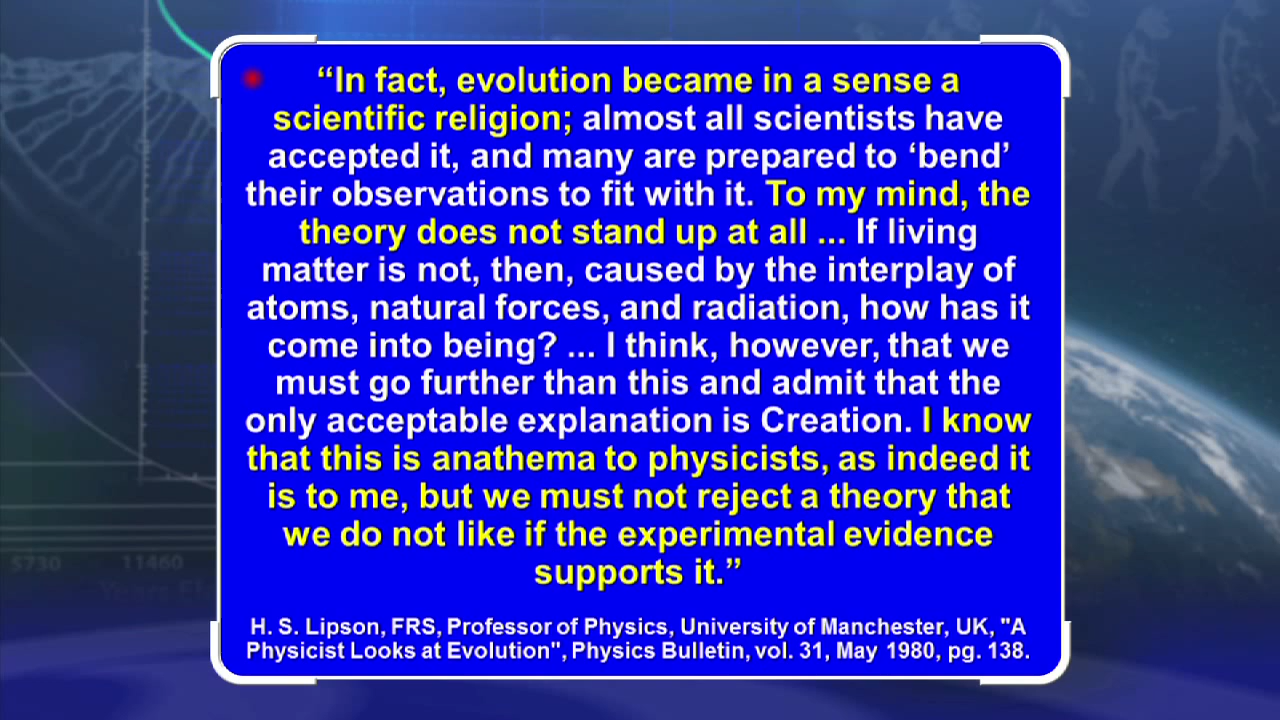 “In fact, evolution became in a sense a
scientific religion; almost all scientists have
accepted it, and many are prepared to ‘bend’
their observations to fit with it. To my mind, the
theory does not stand up at all ... If living
matter is not, then, caused by the interplay of
atoms, natural forces, and radiation, how has it
come into being? ... I think, however, that we
must go further than this and admit that the
only acceptable explanation is Creation. I know
that this is anathema to physicists, as indeed it
is to me, but we must not reject a theory that
we do not like if the experimental evidence
supports it.”
H. S. Lipson, FRS, Professor of Physics, University of Manchester, UK, "A
Physicist Looks at Evolution", Physics Bulletin, vol. 31, May 1980, pg. 138.
5730 11460
Years